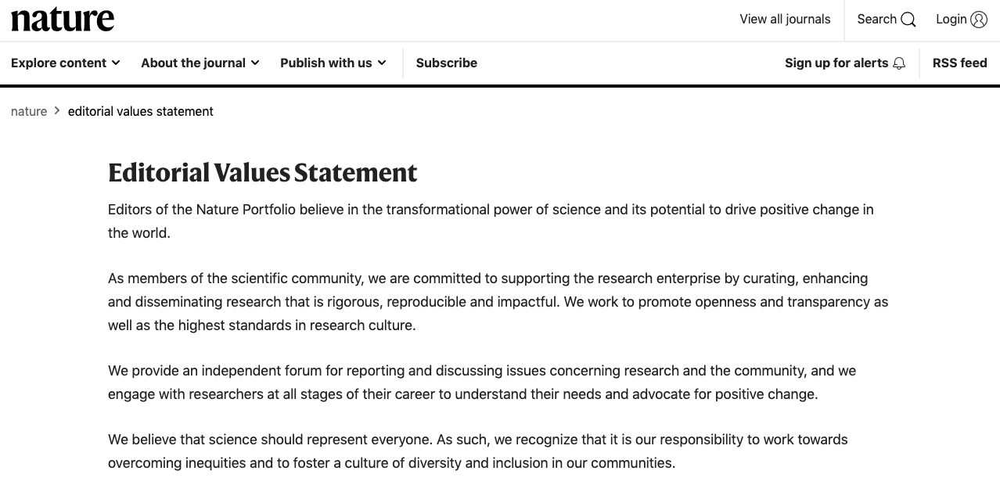 nature
View all journals
Search
Login
Explore content
About the journal
Publish with us
Subscribe
Sign up for alerts
RSS feed
nature > editorial values statement
Editorial Values Statement
Editors of the Nature Portfolio believe in the transformational power of science and its potential to drive positive change in
the world.
As members of the scientific community, we are committed to supporting the research enterprise by curating, enhancing
and disseminating research that is rigorous, reproducible and impactful. We work to promote openness and transparency as
well as the highest standards in research culture.
We provide an independent forum for reporting and discussing issues concerning research and the community, and we
engage with researchers at all stages of their career to understand their needs and advocate for positive change.
We believe that science should represent everyone. As such, we recognize that it is our responsibility to work towards
overcoming inequities and to foster a culture of diversity and inclusion in our communities.